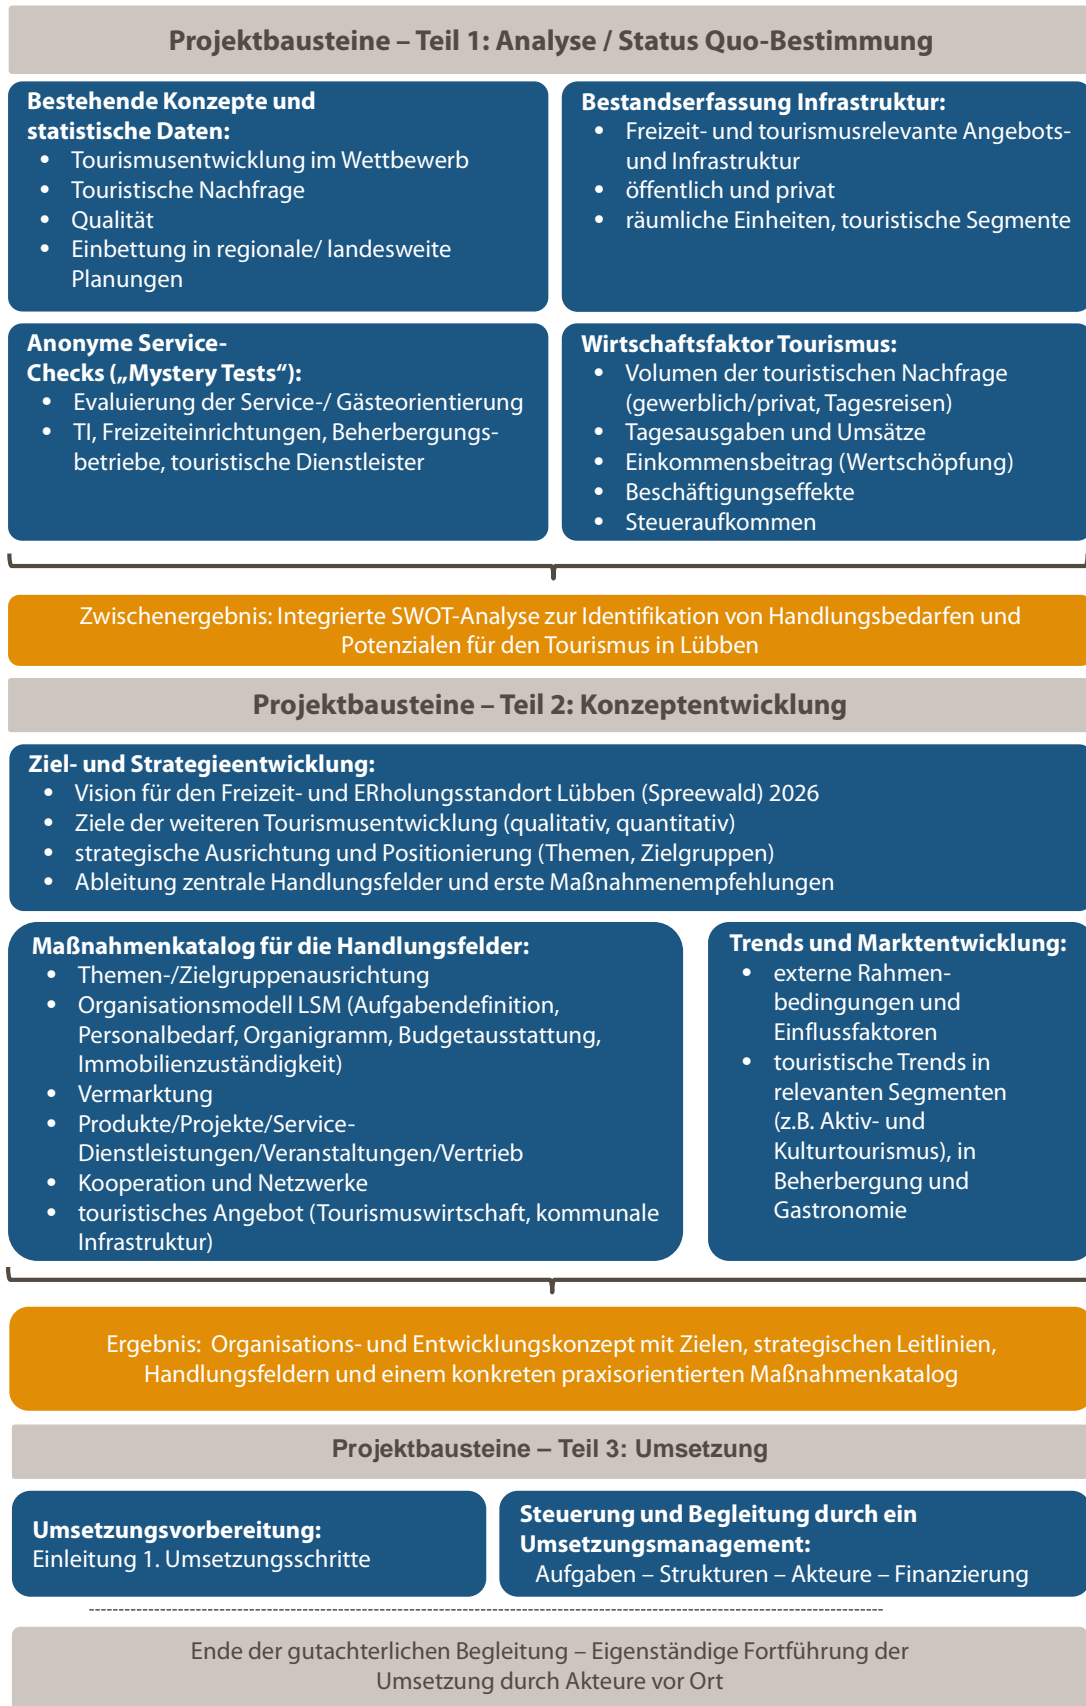 Projektbausteine – Teil 1: Analyse / Status Quo-Bestimmung
Bestehende Konzepte und
statistische Daten:
• Tourismusentwicklung im Wettbewerb
• Touristische Nachfrage
• Qualität
• Einbettung in regionale/ landesweite
Planungen
Bestandserfassung Infrastruktur:
• Freizeit- und tourismusrelevante Angebots-
und Infrastruktur
• öffentlich und privat
• räumliche Einheiten, touristische Segmente
Anonyme Service-
Checks („Mystery Tests“):
• Evaluierung der Service-/ Gästeorientierung
• TI, Freizeiteinrichtungen, Beherbergungs-
betriebe, touristische Dienstleister
Wirtschaftsfaktor Tourismus:
• Volumen der touristischen Nachfrage
(gewerblich/privat, Tagesreisen)
• Tagesausgaben und Umsätze
• Einkommensbeitrag (Wertschöpfung)
• Beschäftigungseffekte
• Steueraufkommen
Zwischenergebnis: Integrierte SWOT-Analyse zur Identifikation von Handlungsbedarfen und
Potenzialen für den Tourismus in Lübben
Projektbausteine – Teil 2: Konzeptentwicklung
Ziel- und Strategieentwicklung:
• Vision für den Freizeit- und ERholungsstandort Lübben (Spreewald) 2026
• Ziele der weiteren Tourismusentwicklung (qualitativ, quantitativ)
• strategische Ausrichtung und Positionierung (Themen, Zielgruppen)
• Ableitung zentrale Handlungsfelder und erste Maßnahmenempfehlungen
Maßnahmenkatalog für die Handlungsfelder:
• Themen-/Zielgruppenausrichtung
• Organisationsmodell LSM (Aufgabendefinition,
Personalbedarf, Organigramm, Budgetausstattung,
Immobilienzuständigkeit)
• Vermarktung
• Produkte/Projekte/Service-
Dienstleistungen/Veranstaltungen/Vertrieb
• Kooperation und Netzwerke
• touristisches Angebot (Tourismuswirtschaft, kommunale
Infrastruktur)
Trends und Marktentwicklung:
• externe Rahmen-
bedingungen und
Einflussfaktoren
• touristische Trends in
relevanten Segmenten
(z.B. Aktiv- und
Kulturtourismus), in
Beherbergung und
Gastronomie
Ergebnis: Organisations- und Entwicklungskonzept mit Zielen, strategischen Leitlinien,
Handlungsfeldern und einem konkreten praxisorientierten Maßnahmenkatalog
Projektbausteine – Teil 3: Umsetzung
Umsetzungsvorbereitung:
Einleitung 1. Umsetzungsschritte
Steuerung und Begleitung durch ein
Umsetzungsmanagement:
Aufgaben – Strukturen – Akteure – Finanzierung
Ende der gutachterlichen Begleitung – Eigenständige Fortführung der
Umsetzung durch Akteure vor Ort